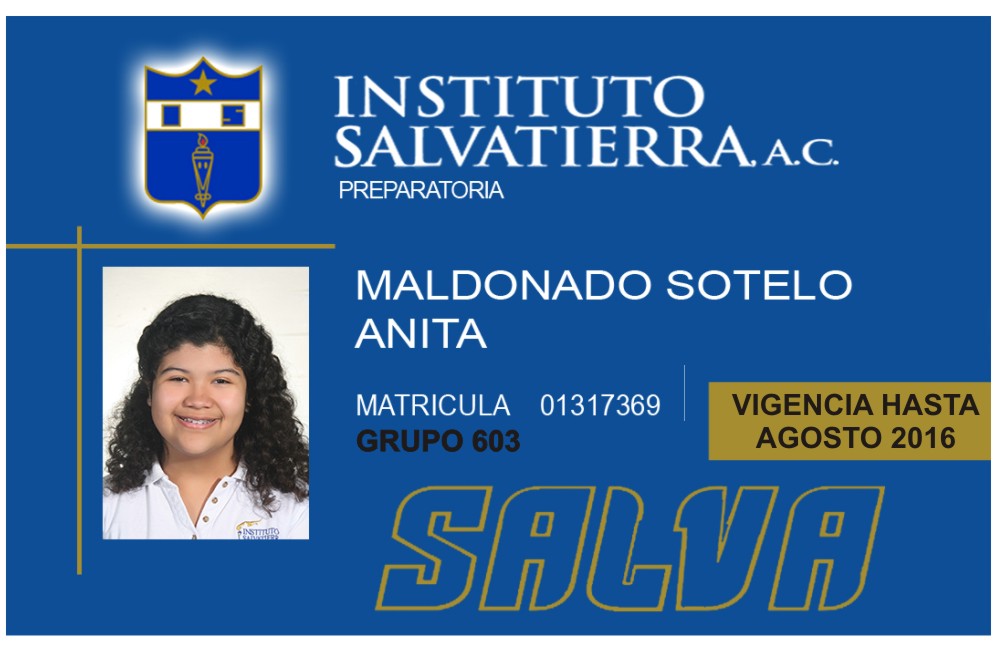 I S
INSTITUTO
SALVATIERRA, A.C.
PREPARATORIA
MALDONADO SOTELO
ANITA
MATRICULA 01317369
GRUPO 603
VIGENCIA HASTA
AGOSTO 2016
INSTITUTO
SALVATIERRA
SALVA